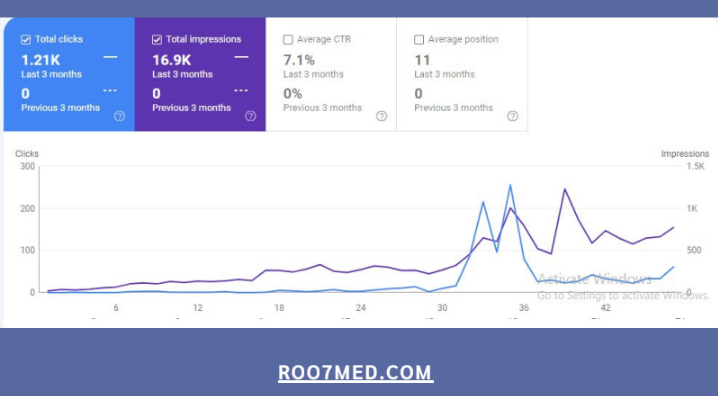 Total clicks
1.21K
Last 3 months
0
Previous 3 months
Total impressions
16.9K
Last 3 months
0
Previous 3 months
Average CTR
7.1%
Last 3 months
0%
Previous 3 months
Average position
11
Last 3 months
0
Previous 3 months
Clicks
Impressions
300
200
100
0
1.5K
1K
500
0
Activate Windows
Go to Settings to activate Windows.
6
12
18
24
30
36
42
ROO7MED.COM